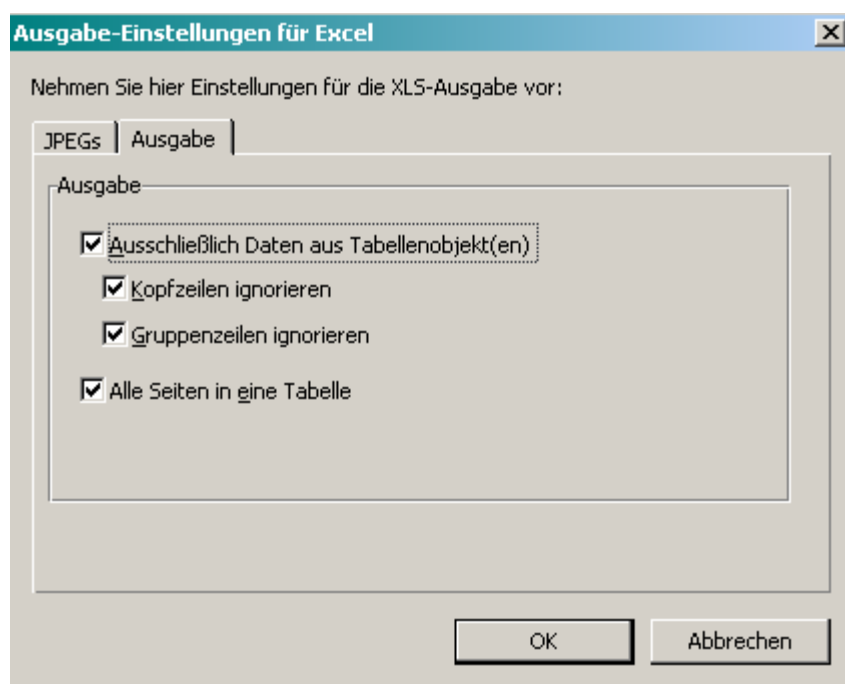 Ausgabe-Einstellungen für Excel
Nehmen Sie hier Einstellungen für die XLS-Ausgabe vor:
JPEGs Ausgabe
Ausgabe
Ausschließlich Daten aus Tabellenobjekt(en)
Kopfzeilen ignorieren
Gruppenzeilen ignorieren
Alle Seiten in eine Tabelle
OK Abbrechen